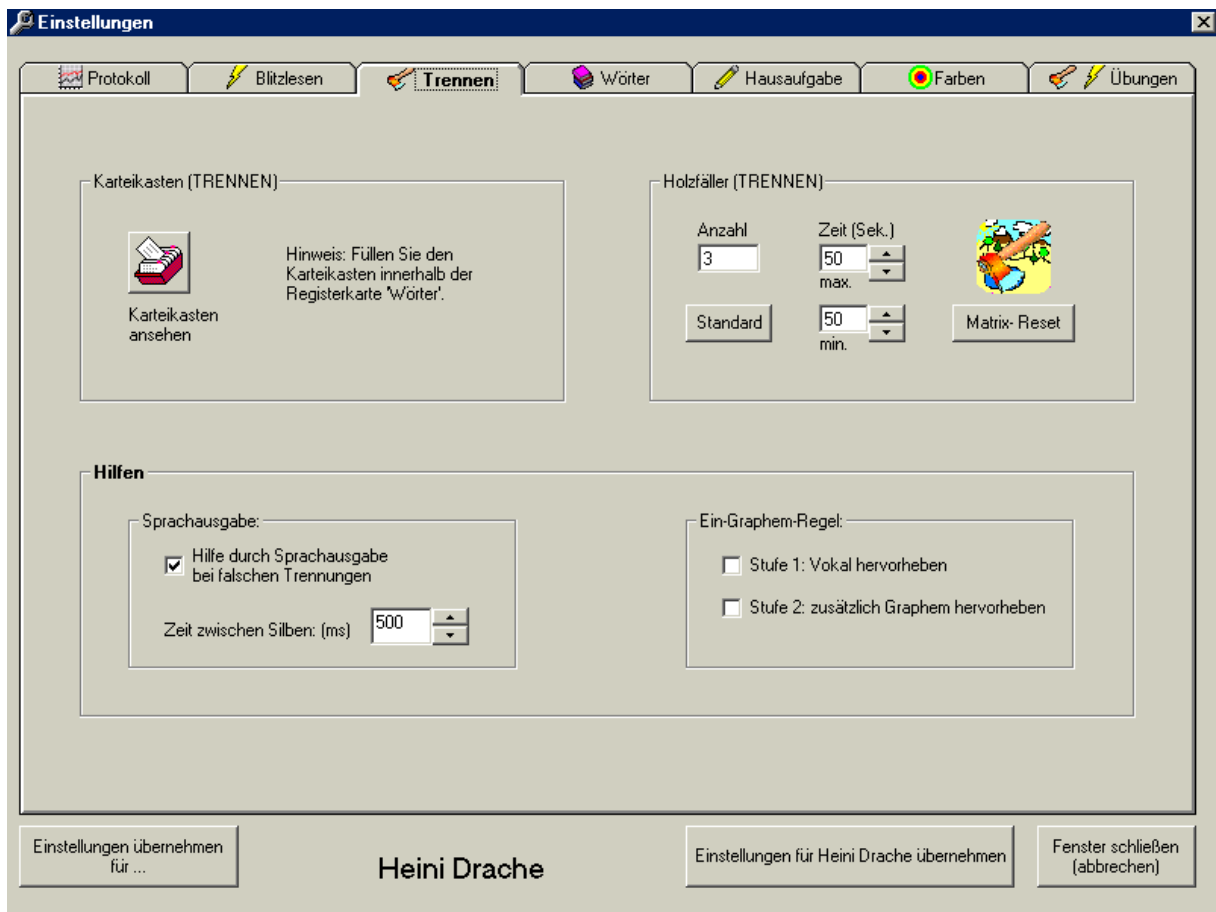 Einstellungen
Protokoll
Blitzlesen
Trennen
Wörter
Hausaufgabe
Farben
Übungen
Karteikasten (TRENNEN)
Karteikasten
ansehen
Hinweis: Füllen Sie den
Karteikasten innerhalb der
Registerkarte 'Wörter'.
Holzfäller (TRENNEN)
Anzahl
3
Standard
Zeit (Sek.)
50
max.
50
min.
Matrix- Reset
Hilfen
Sprachausgabe:
Hilfe durch Sprachausgabe
bei falschen Trennungen
Zeit zwischen Silben: (ms)
500
Ein-Graphem-Regel:
Stufe 1: Vokal hervorheben
Stufe 2: zusätzlich Graphem hervorheben
Einstellungen übernehmen
für ...
Heini Drache
Einstellungen für Heini Drache übernehmen
Fenster schließen
(abbrechen)